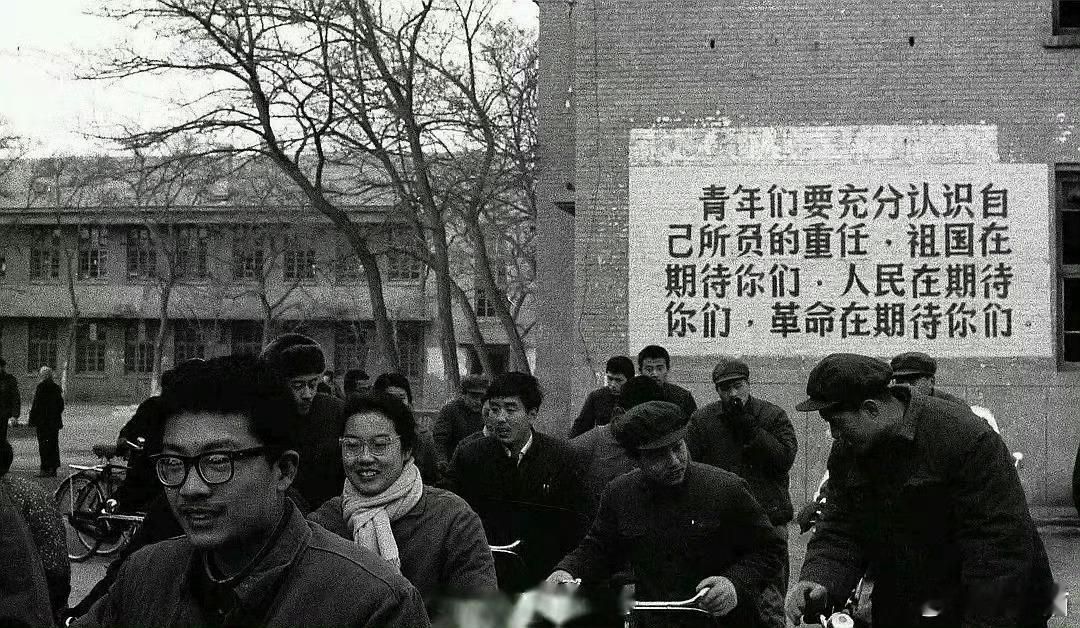 青年们要充分认识自
己所负的重任，祖国在
期待你们，人民在期待
你们，革命在期待你们。